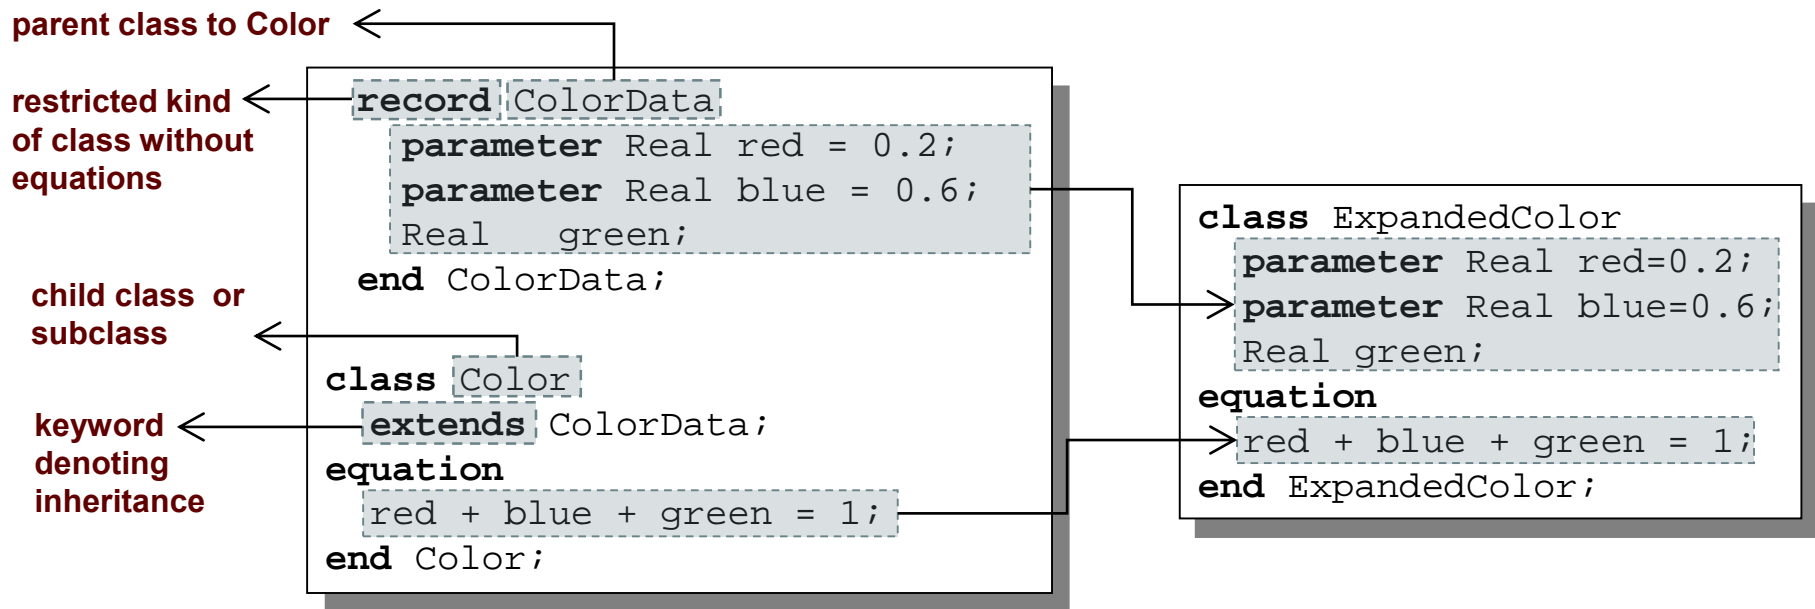 parent class to Color
restricted kind
of class without
equations
child class or
subclass
keyword
denoting
inheritance
record ColorData
parameter Real red = 0.2;
parameter Real blue = 0.6;
Real green;
end ColorData;
class Color
extends ColorData;
equation
red + blue + green = 1;
end Color;
class ExpandedColor
parameter Real red=0.2;
parameter Real blue=0.6;
Real green;
equation
red + blue + green = 1;
end ExpandedColor;